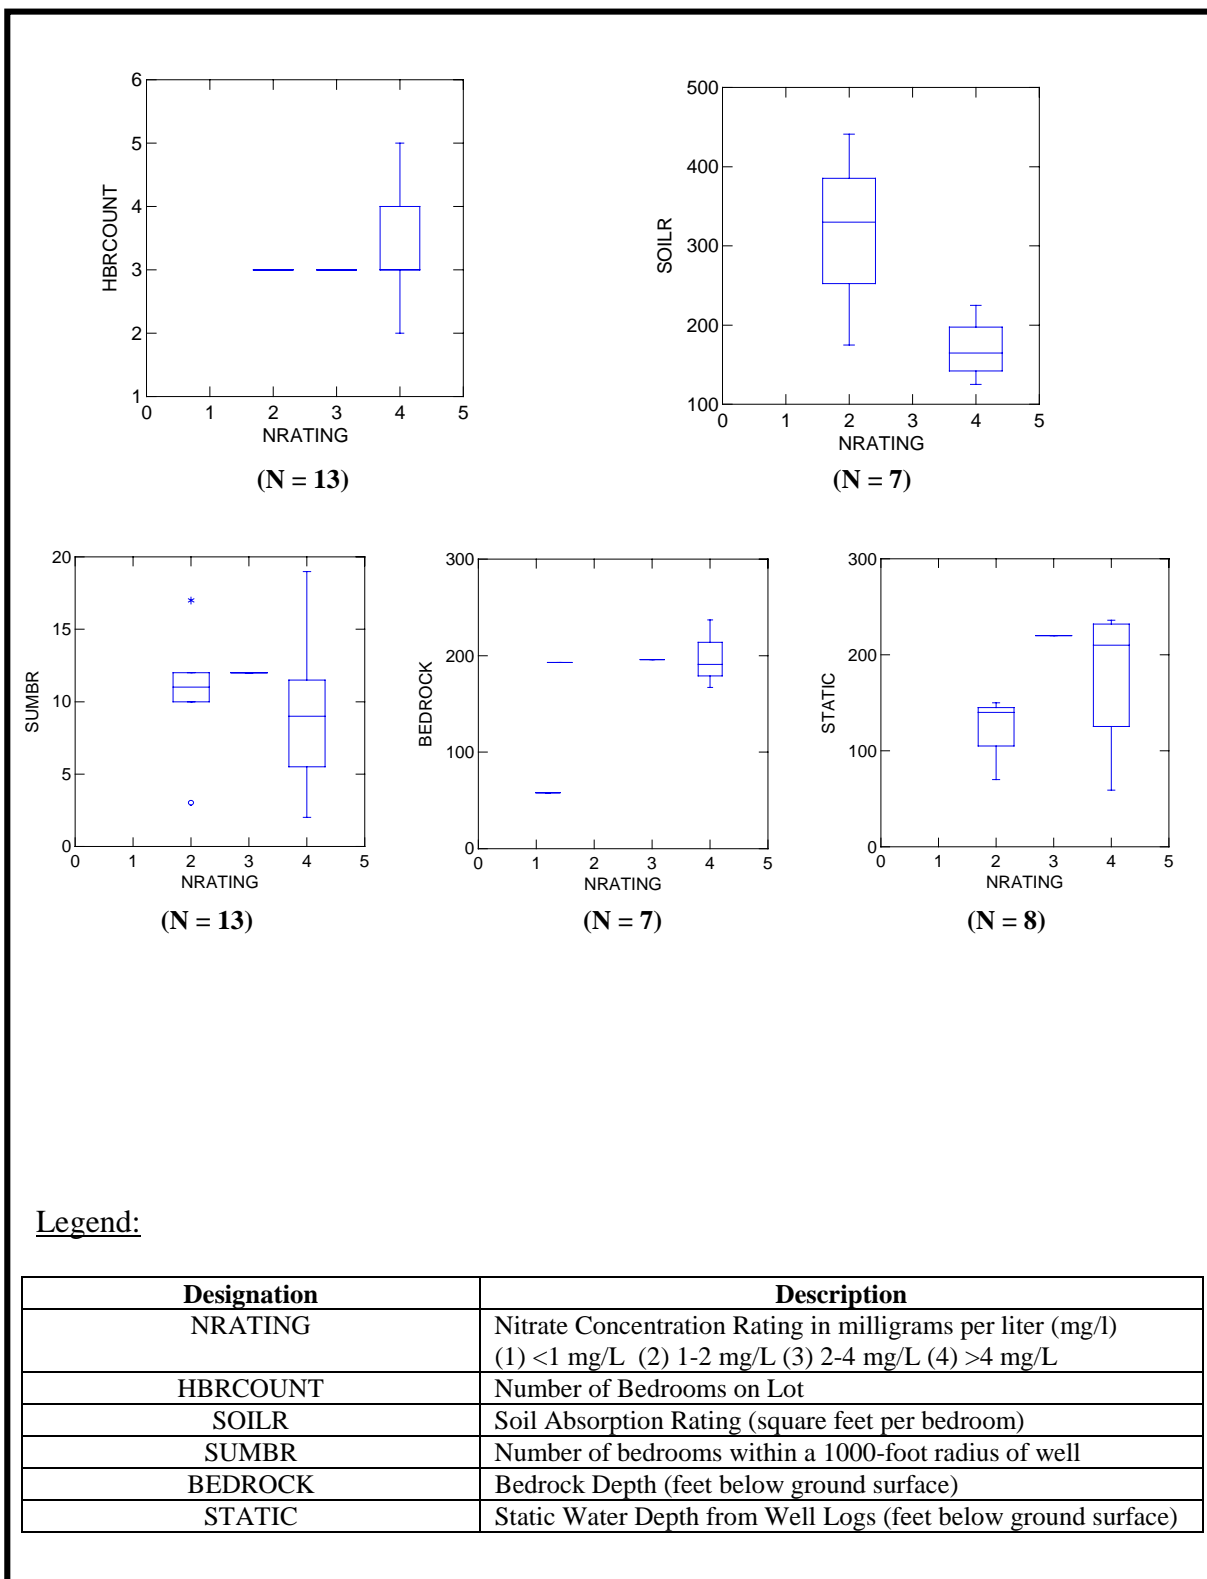 6
5
4
3
2
1
HBRCOUNT
0 1 2 3 4 5
NRATING
(N = 13)
500
400
300
200
100
SOILR
0 1 2 3 4 5
NRATING
(N = 7)
20
15
10
5
0
SUMBR
0 1 2 3 4 5
NRATING
(N = 13)
300
200
100
0
BEDROCK
0 1 2 3 4 5
NRATING
(N = 7)
300
200
100
0
STATIC
0 1 2 3 4 5
NRATING
(N = 8)
Legend:
Designation Description
NRATING Nitrate Concentration Rating in milligrams per liter (mg/l)
(1) <1 mg/L (2) 1-2 mg/L (3) 2-4 mg/L (4) >4 mg/L
HBRCOUNT Number of Bedrooms on Lot
SOILR Soil Absorption Rating (square feet per bedroom)
SUMBR Number of bedrooms within a 1000-foot radius of well
BEDROCK Bedrock Depth (feet below ground surface)
STATIC Static Water Depth from Well Logs (feet below ground surface)